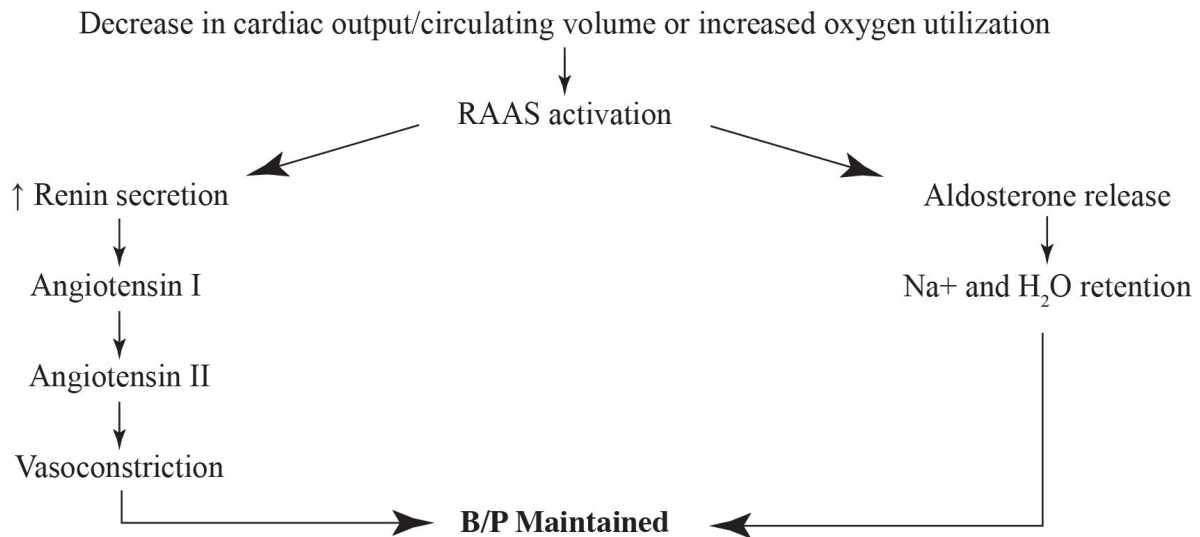 Decrease in cardiac output/circulating volume or increased oxygen utilization
RAAS activation
↑ Renin secretion
Aldosterone release
Angiotensin I
Na+ and H₂O retention
Angiotensin II
Vasoconstriction
B/P Maintained